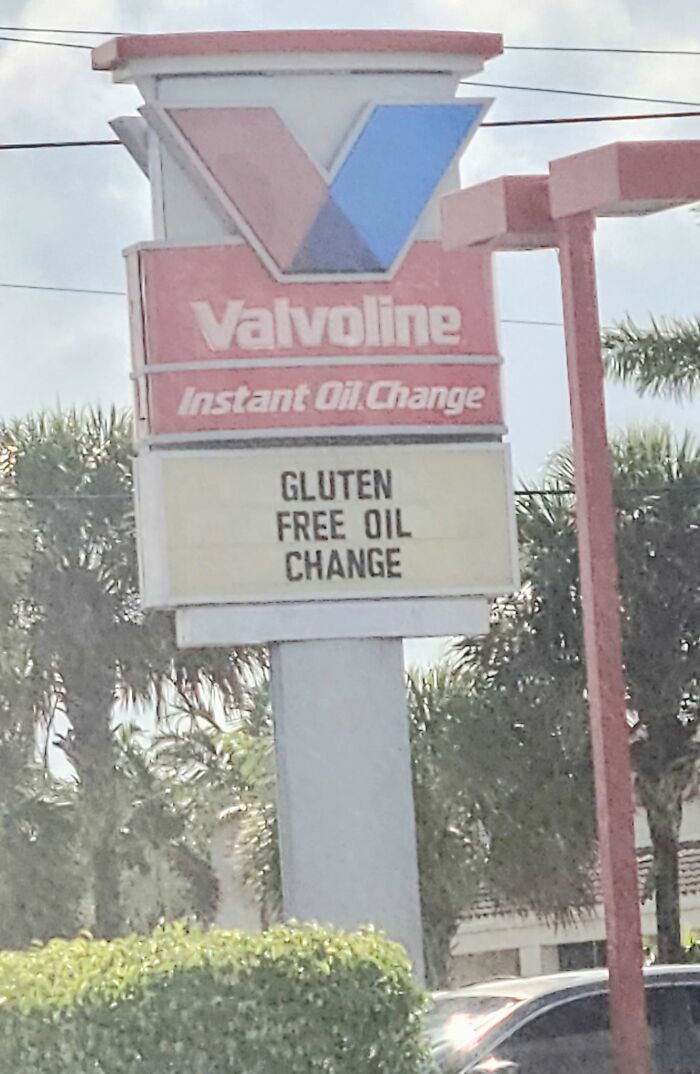 Valvoline
Instant Oil Change
GLUTEN
FREE OIL
CHANGE